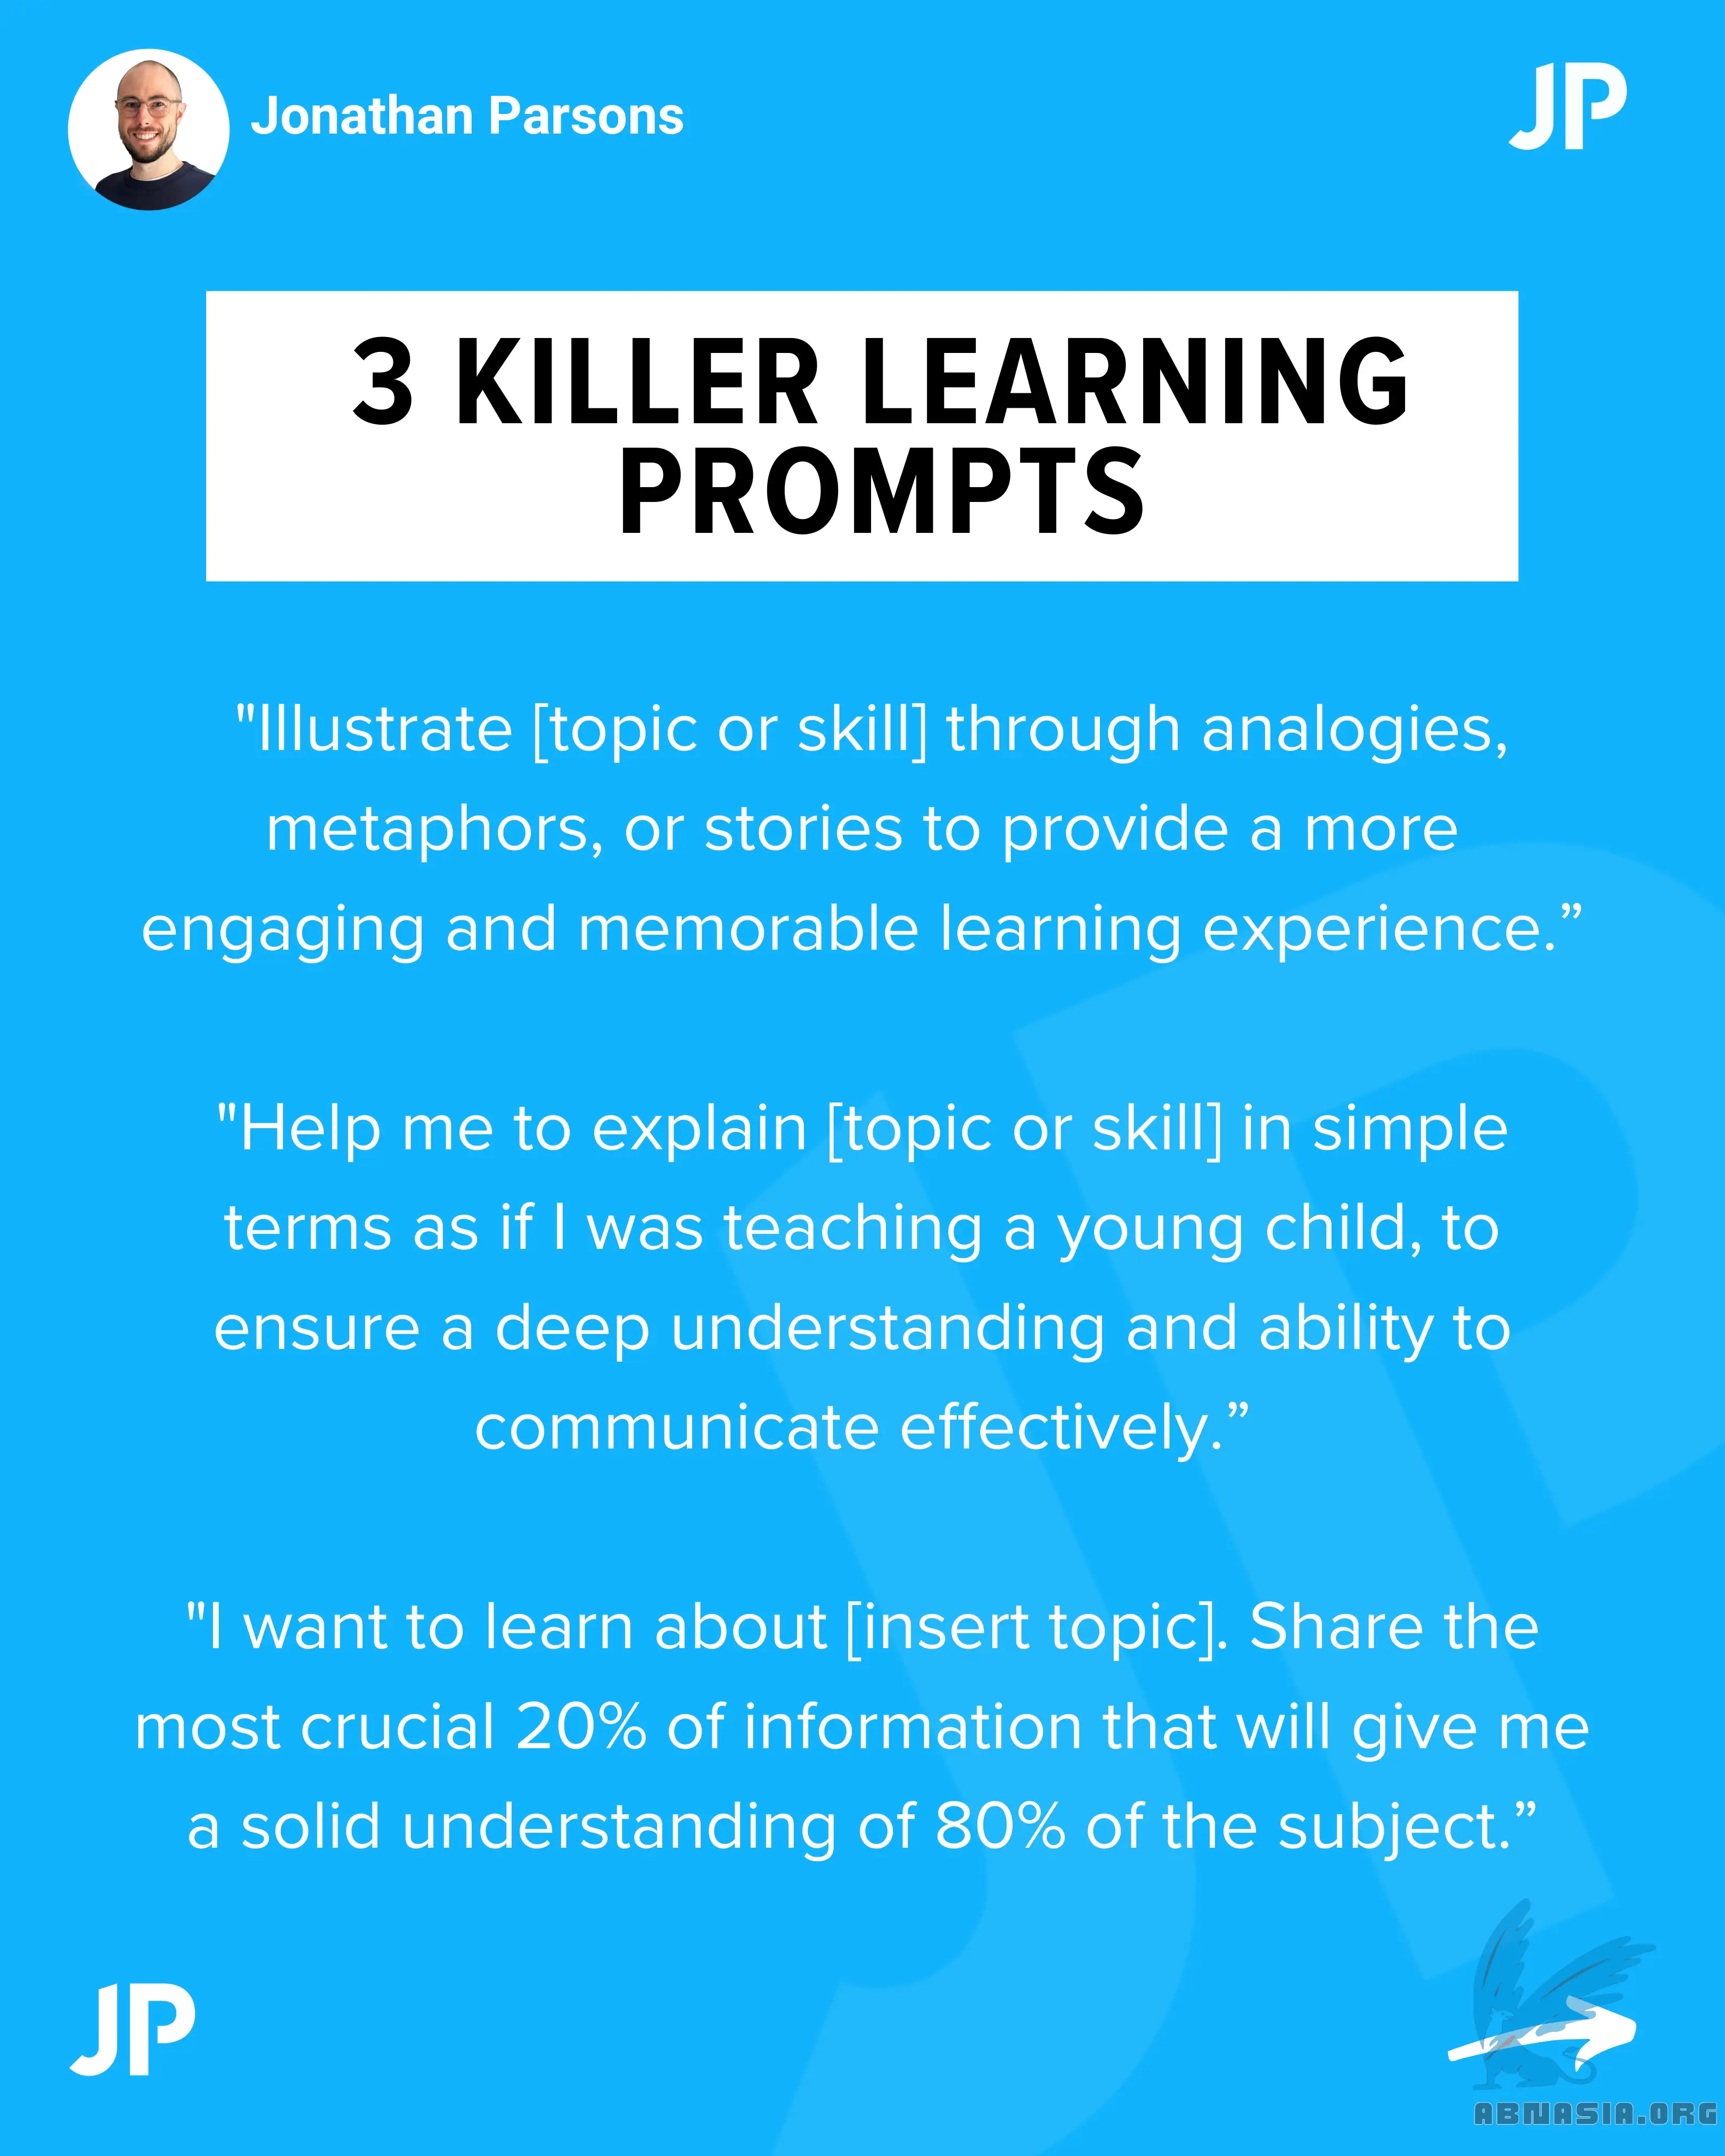 Jonathan Parsons
JP
3 KILLER LEARNING
PROMPTS
"Illustrate [topic or skill] through analogies,
metaphors, or stories to provide a more
engaging and memorable learning experience.”
"Help me to explain [topic or skill] in simple
terms as if I was teaching a young child, to
ensure a deep understanding and ability to
communicate effectively.”
"I want to learn about [insert topic]. Share the
most crucial 20% of information that will give me
a solid understanding of 80% of the subject.”
JP
JP
ABNASIA.ORG